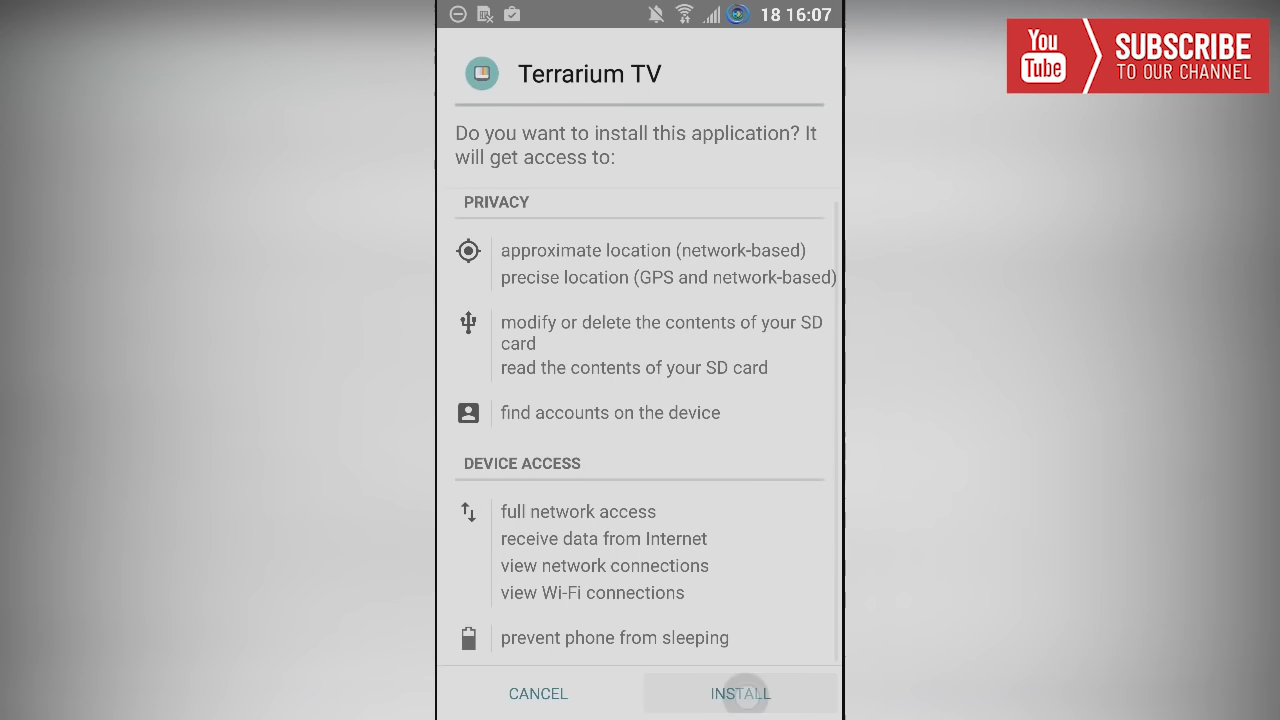 18 16:07
You
Tube
SUBSCRIBE
TO OUR CHANNEL
Terrarium TV
Do you want to install this application? It
will get access to:
PRIVACY
approximate location (network-based)
precise location (GPS and network-based)
modify or delete the contents of your SD
card
read the contents of your SD card
find accounts on the device
DEVICE ACCESS
full network access
receive data from Internet
view network connections
view Wi-Fi connections
prevent phone from sleeping
CANCEL
INSTALL